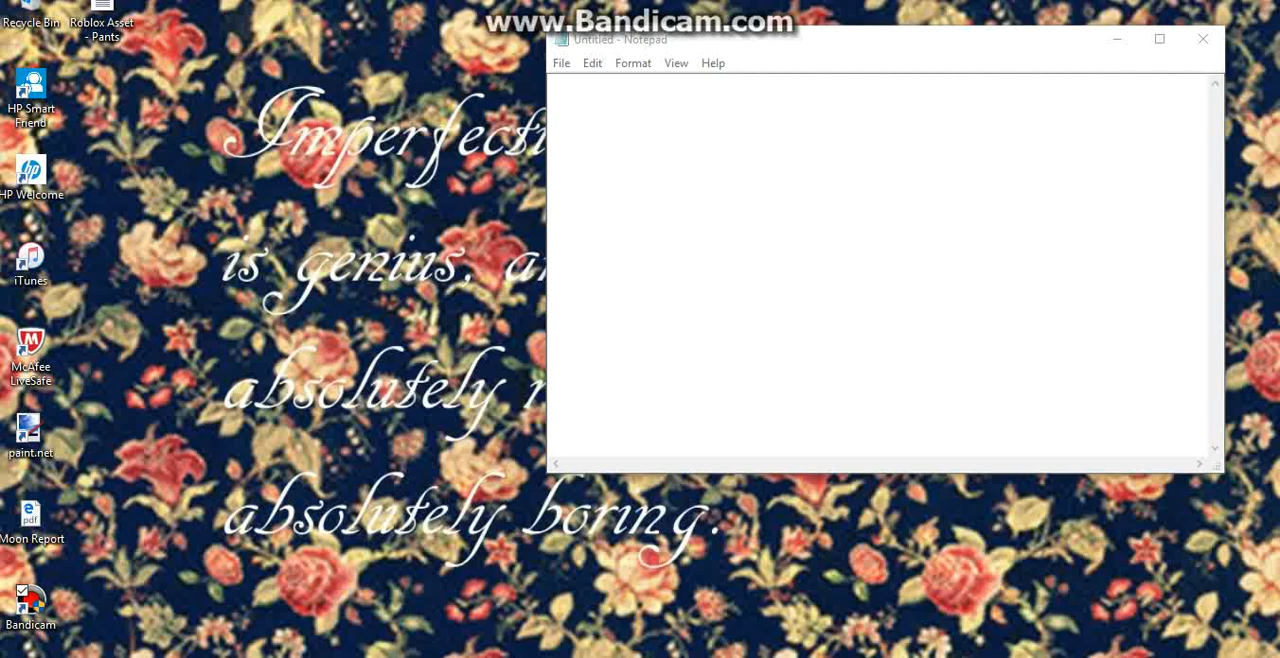 www.Bandicam.com
Recycle Bin
Roblox Asset
- Pants
Untitled - Notepad
File Edit Format View Help
HP Smart
Friend
HP Welcome
iTunes
McAfee
LiveSafe
paint.net
pdf
Moon Report
Bandicam
is genius,
absolutely
absolutely boring.